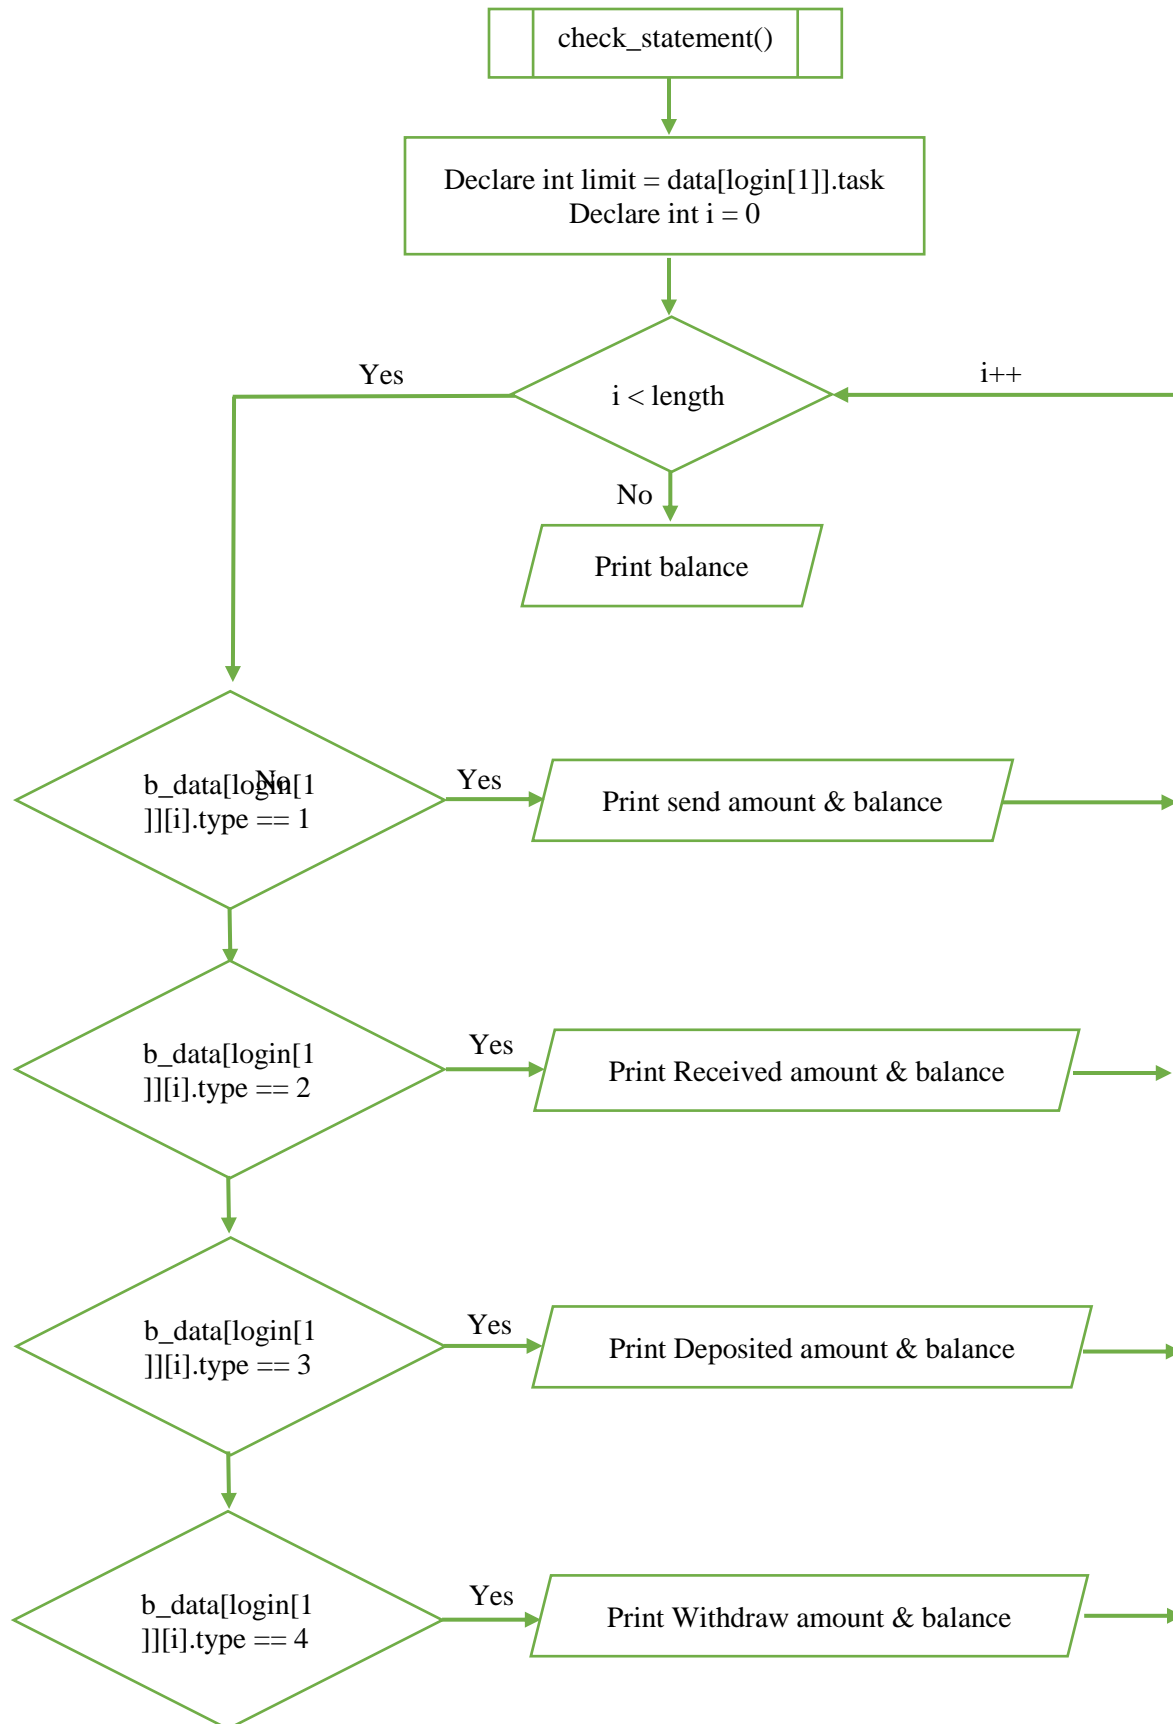 check_statement()
Declare int limit = data[login[1]].task
Declare int i = 0
Yes
i++
i < length
No
Print balance
b_data[login[1
]][i].type == 1
No
Yes
Print send amount & balance
b_data[login[1
]][i].type == 2
Yes
Print Received amount & balance
b_data[login[1
]][i].type == 3
Yes
Print Deposited amount & balance
b_data[login[1
]][i].type == 4
Yes
Print Withdraw amount & balance